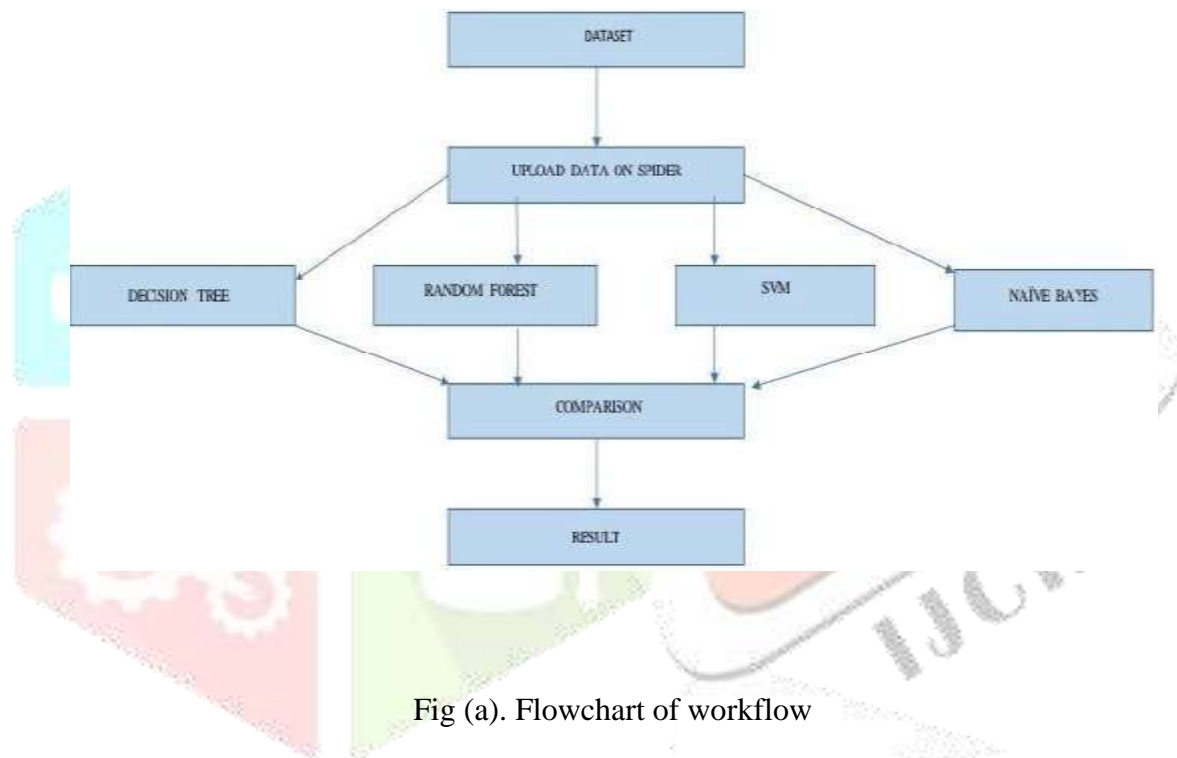 DATASET
UPLOAD DATA ON SPIDER
DECISION TREE
RANDOM FOREST
SVM
NAÏVE BAYES
COMPARISON
RESULT
Fig (a). Flowchart of workflow